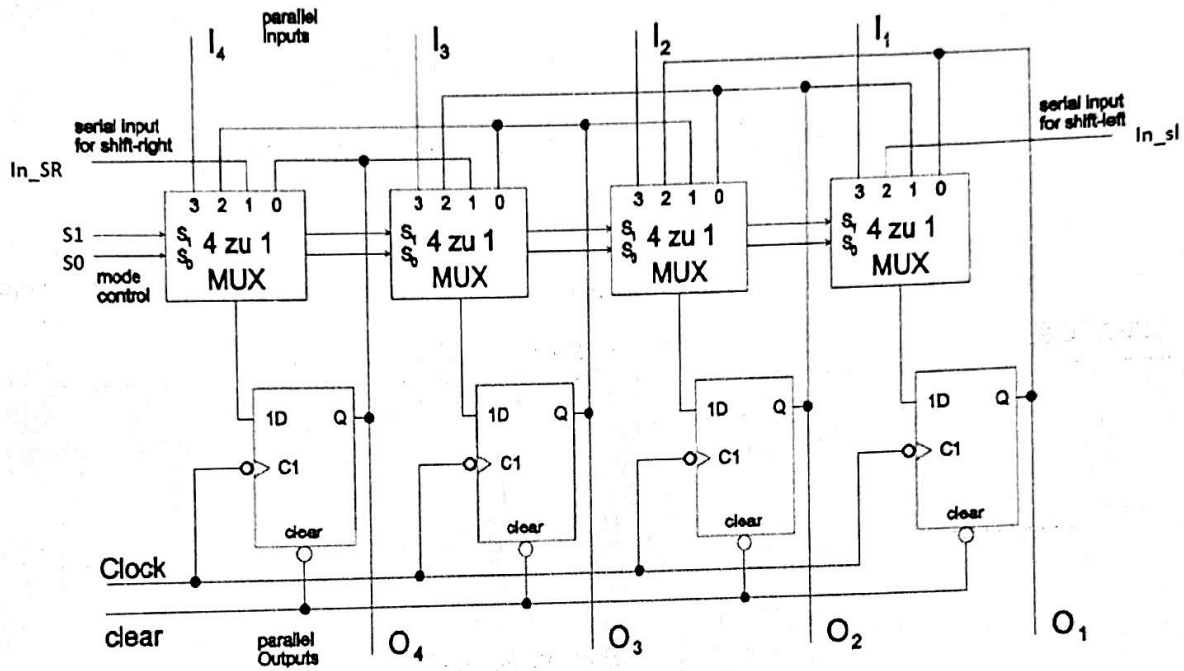 parallel
Inputs
I4
I3
I2
I1
serial input
for shift-right
serial input
for shift-left
In_SR
In_sl
3 2 1 0
3 2 1 0
3 2 1 0
3 2 1 0
S1
S0
mode
control
S1 4 zu 1
S0 MUX
S1 4 zu 1
S0 MUX
S1 4 zu 1
S0 MUX
S1 4 zu 1
S0 MUX
1D Q
C1
clear
1D Q
C1
clear
1D Q
C1
clear
1D Q
C1
clear
Clock
clear
parallel
Outputs
O4
O3
O2
O1